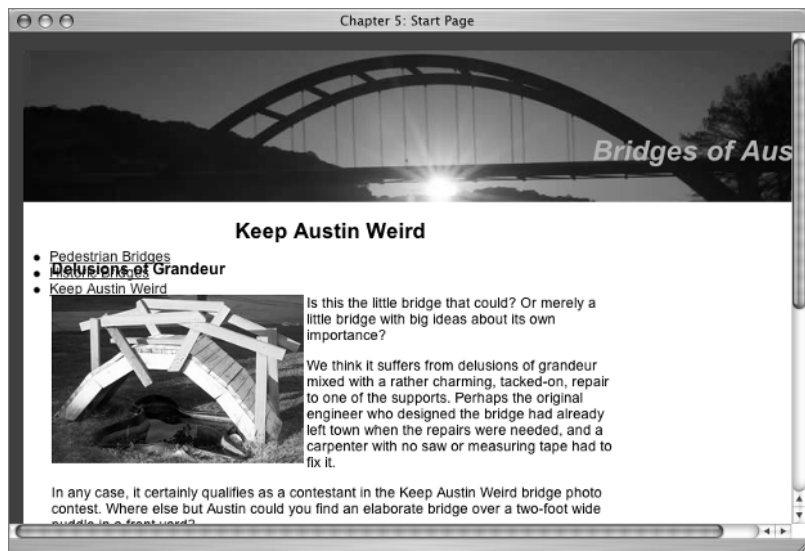 Chapter 5: Start Page
Bridges of Aus
Keep Austin Weird
Pedestrian Bridges
Historic Bridges
Delusions of Grandeur
Keep Austin Weird
Is this the little bridge that could? Or merely a
little bridge with big ideas about its own
importance?
We think it suffers from delusions of grandeur
mixed with a rather charming, tacked-on, repair
to one of the supports. Perhaps the original
engineer who designed the bridge had already
left town when the repairs were needed, and a
carpenter with no saw or measuring tape had to
fix it.
In any case, it certainly qualifies as a contestant in the Keep Austin Weird bridge photo
contest. Where else but Austin could you find an elaborate bridge over a two-foot wide
puddle in a front yard?